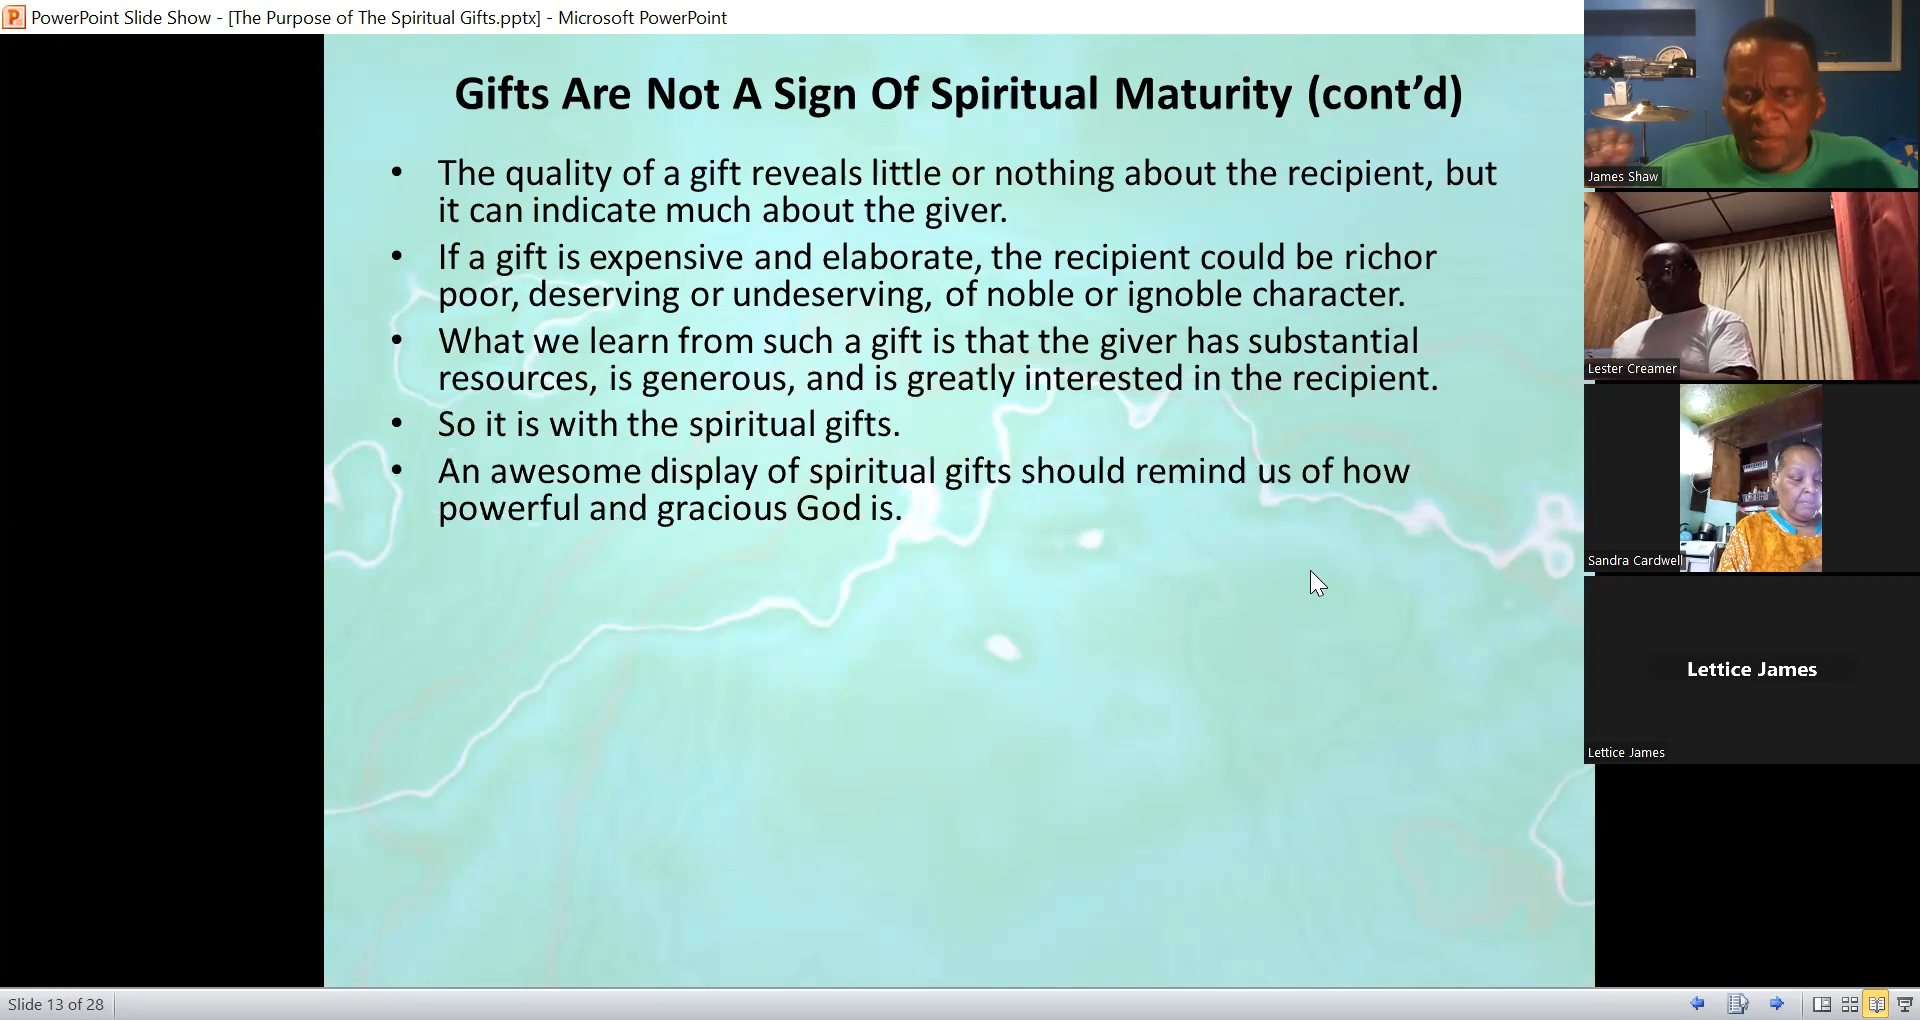 PowerPoint Slide Show - [The Purpose of The Spiritual Gifts.pptx] - Microsoft PowerPoint
Gifts Are Not A Sign Of Spiritual Maturity (cont’d)
• The quality of a gift reveals little or nothing about the recipient, but
it can indicate much about the giver.
• If a gift is expensive and elaborate, the recipient could be richor
poor, deserving or undeserving, of noble or ignoble character.
• What we learn from such a gift is that the giver has substantial
resources, is generous, and is greatly interested in the recipient.
• So it is with the spiritual gifts.
• An awesome display of spiritual gifts should remind us of how
powerful and gracious God is.
James Shaw
Lester Creamer
Sandra Cardwell
Lettice James
Lettice James
Slide 13 of 28